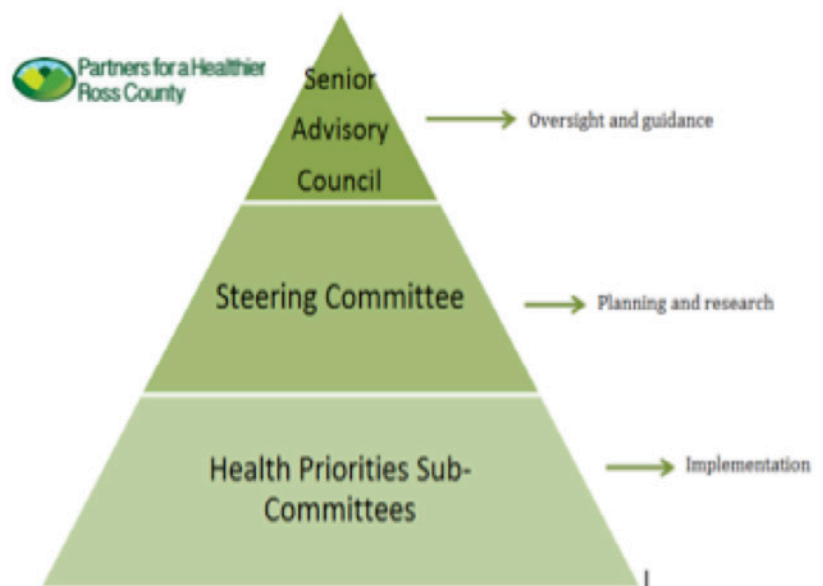 Partners for a Healthier
Ross County
Senior
Advisory
Council
Oversight and guidance
Steering Committee
Planning and research
Health Priorities Sub-
Committees
Implementation